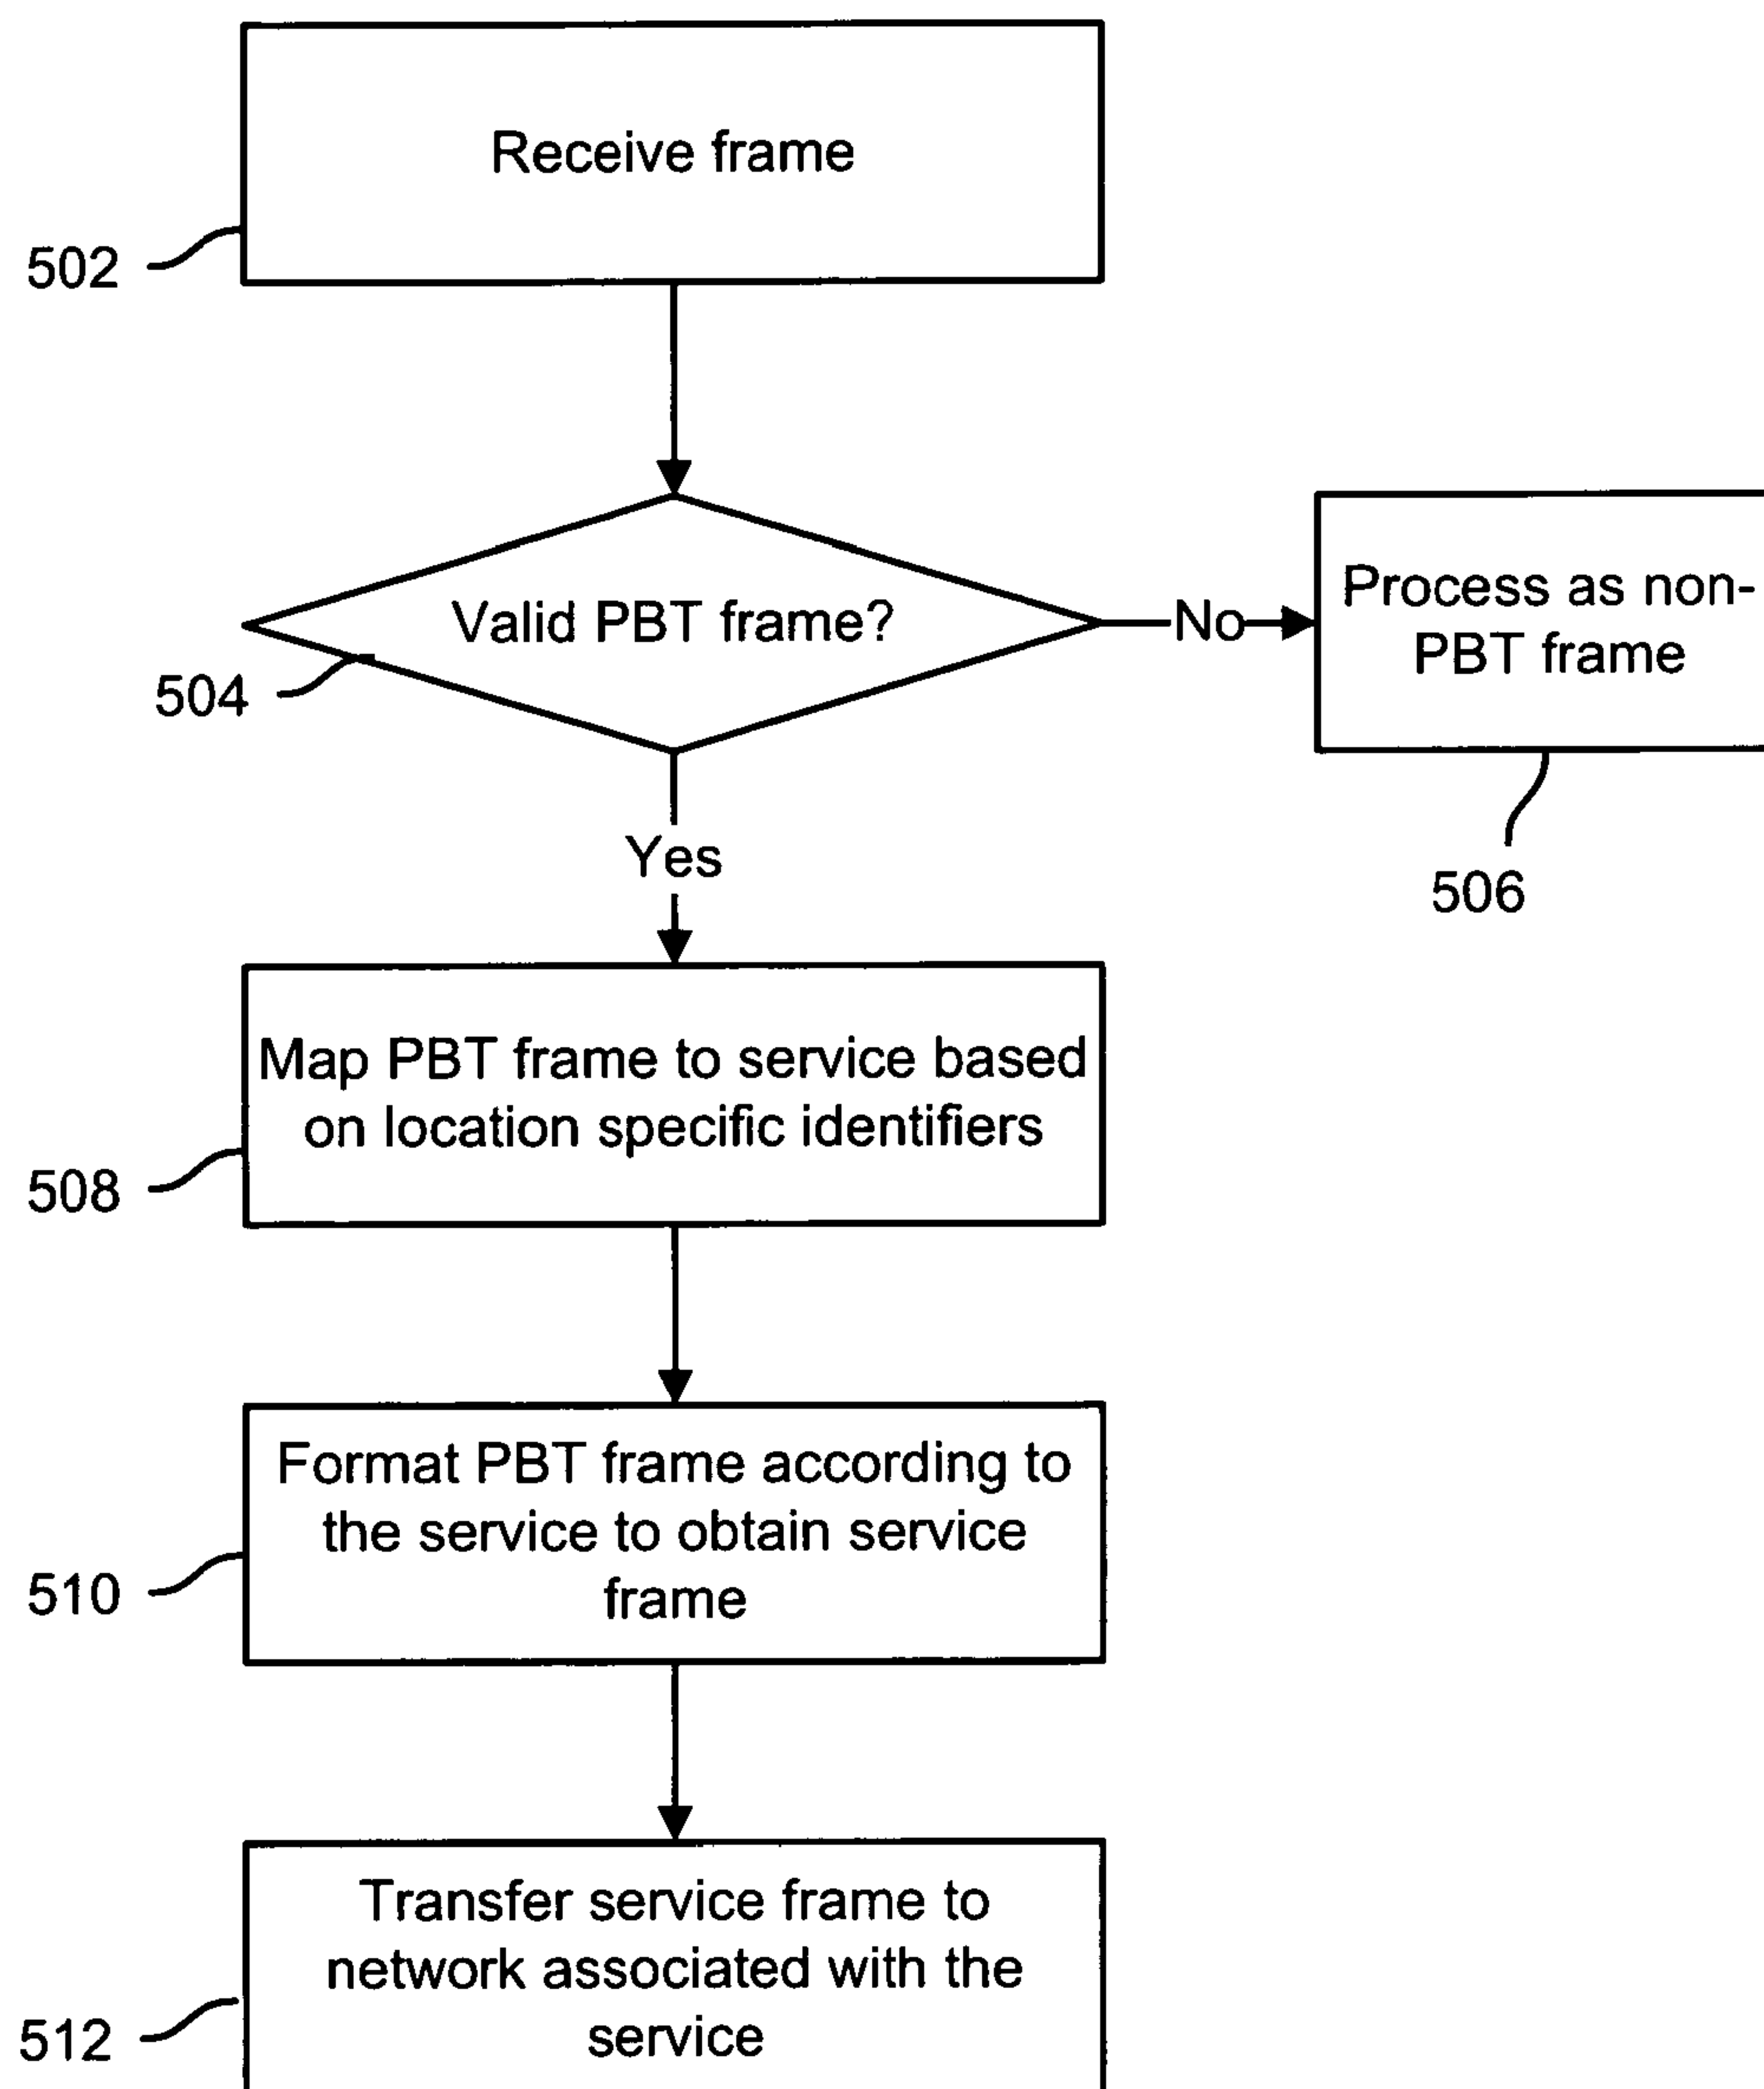 Receive frame
502
Valid PBT frame?
No
Process as non-
PBT frame
504
506
Yes
Map PBT frame to service based
on location specific identifiers
508
Format PBT frame according to
the service to obtain service
frame
510
Transfer service frame to
network associated with the
service
512